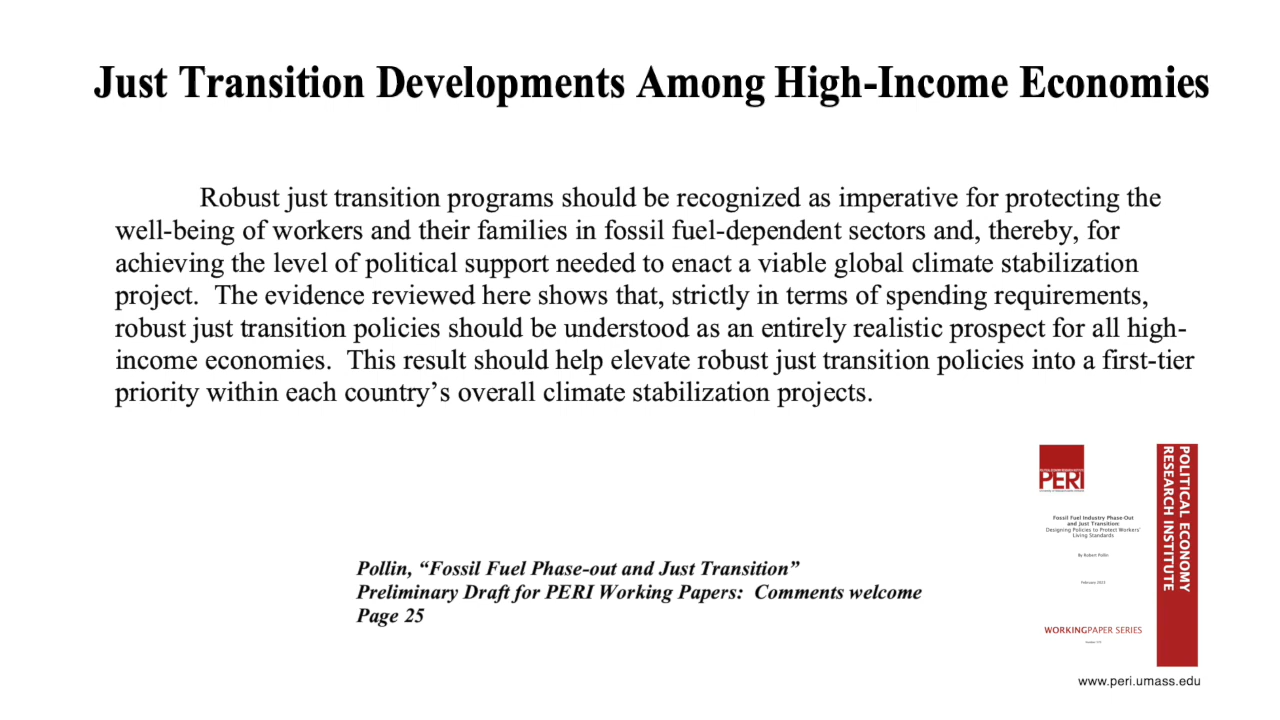 Just Transition Developments Among High-Income Economies
Robust just transition programs should be recognized as imperative for protecting the
well-being of workers and their families in fossil fuel-dependent sectors and, thereby, for
achieving the level of political support needed to enact a viable global climate stabilization
project.  The evidence reviewed here shows that, strictly in terms of spending requirements,
robust just transition policies should be understood as an entirely realistic prospect for all high-
income economies.  This result should help elevate robust just transition policies into a first-tier
priority within each country’s overall climate stabilization projects.
Pollin, “Fossil Fuel Phase-out and Just Transition”
Preliminary Draft for PERI Working Papers:  Comments welcome
Page 25
PERI
Fossil Fuel Industry Phase-Out
and Just Transition:
Designing Policies to Protect Workers’
Living Standards
By Robert Pollin
February 2023
WORKINGPAPER SERIES
POLITICAL ECONOMY
RESEARCH INSTITUTE
www.peri.umass.edu